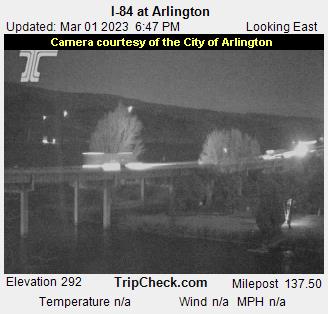 I-84 at Arlington
Updated: Mar 01 2023 6:47 PM Looking East
Camera courtesy of the City of Arlington
Elevation 292 TripCheck.com Milepost 137.50
Temperature n/a Wind n/a MPH n/a